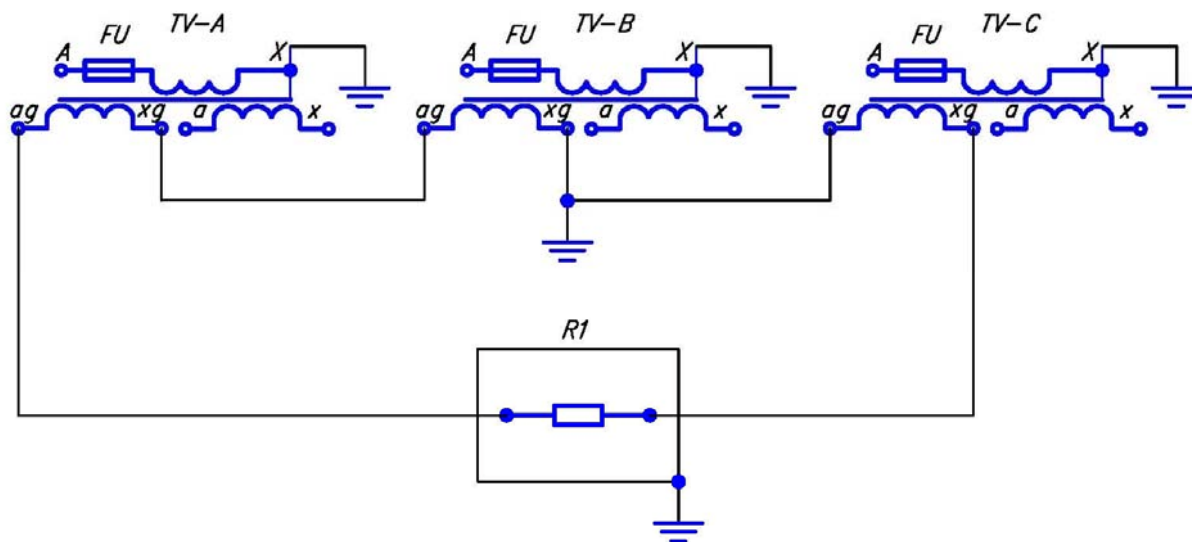 TV-A TV-B TV-C
A FU X A FU X A FU X
ag xg a x ag xg a x ag xg a x
R1